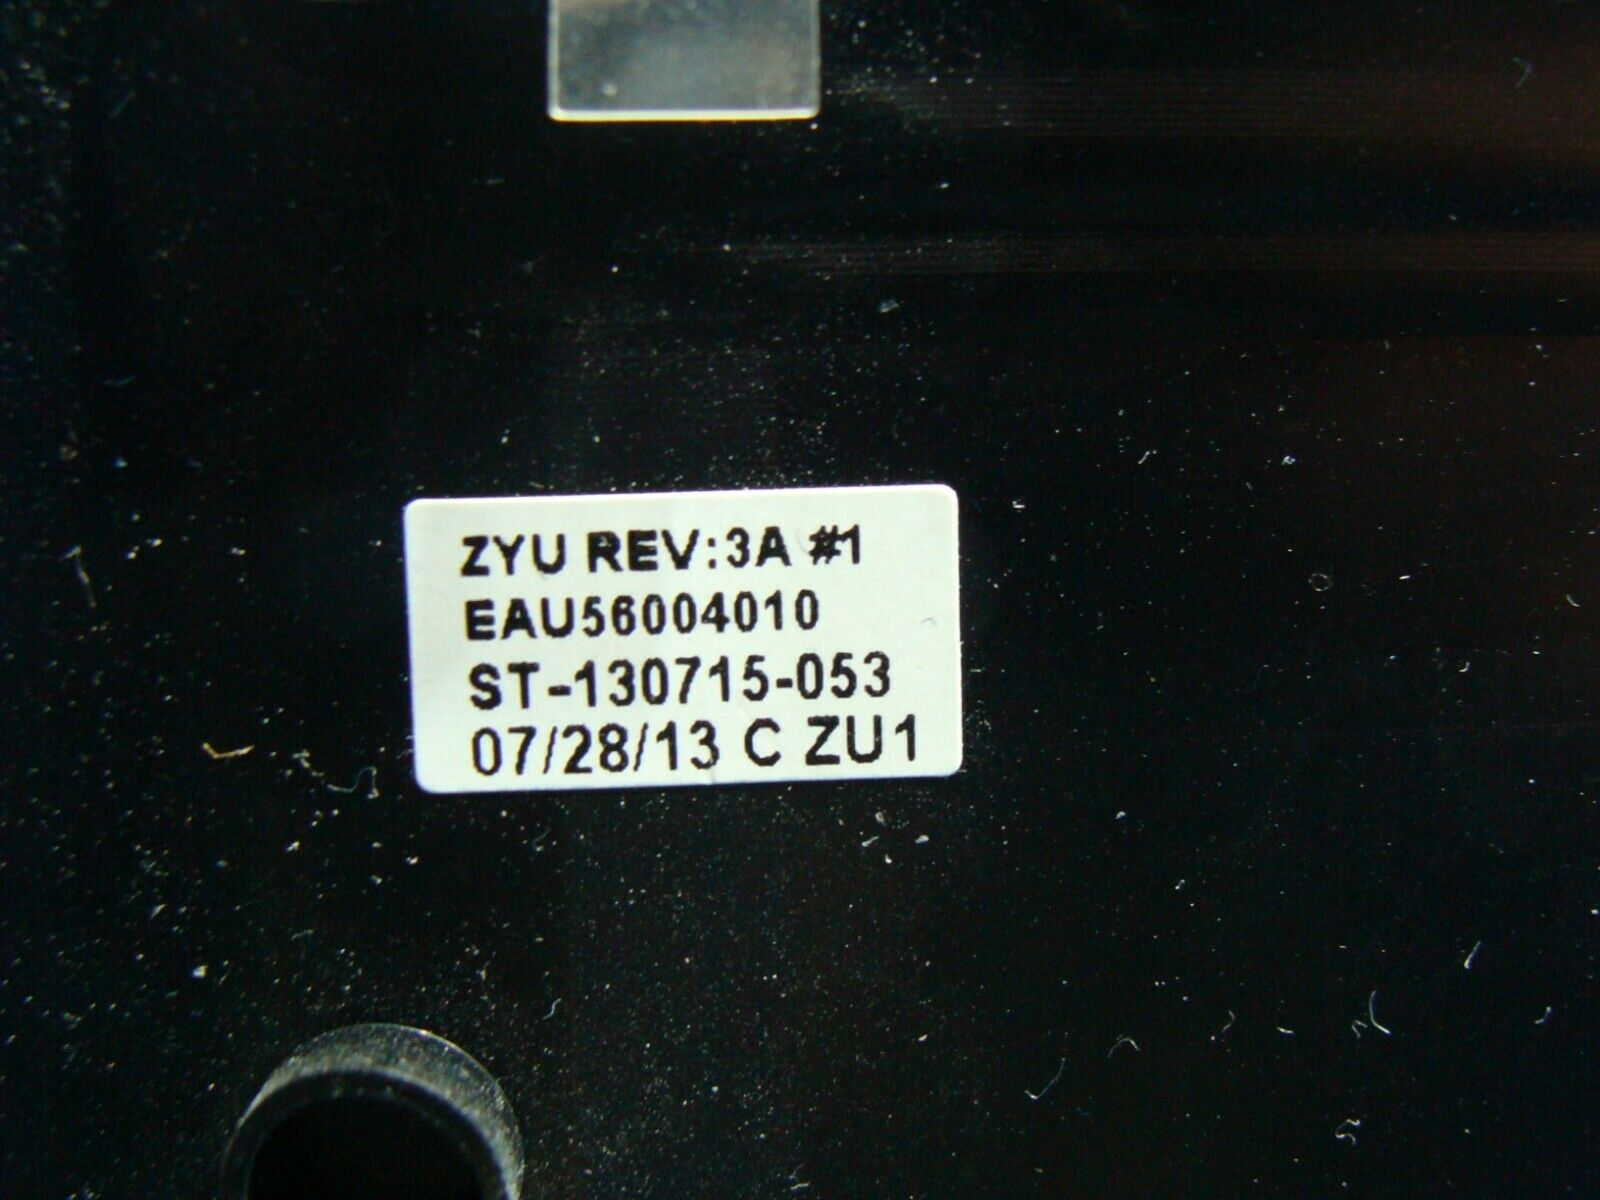 ZYU REV:3A #1
EAU56004010
ST-130715-053
07/28/13 C ZU1